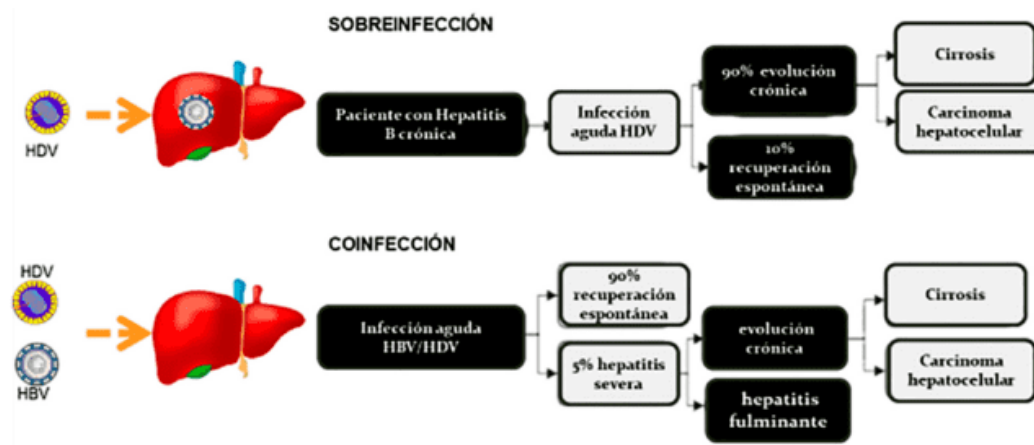 SOBREINFECCIÓN
HDV
Paciente con Hepatitis
B crónica
Infección
aguda HDV
90% evolución
crónica
10%
recuperación
espontánea
Cirrosis
Carcinoma
hepatocelular
COINFECCIÓN
HDV
HBV
Infección aguda
HBV/HDV
90%
recuperación
espontánea
5% hepatitis
severa
evolución
crónica
hepatitis
fulminante
Cirrosis
Carcinoma
hepatocelular